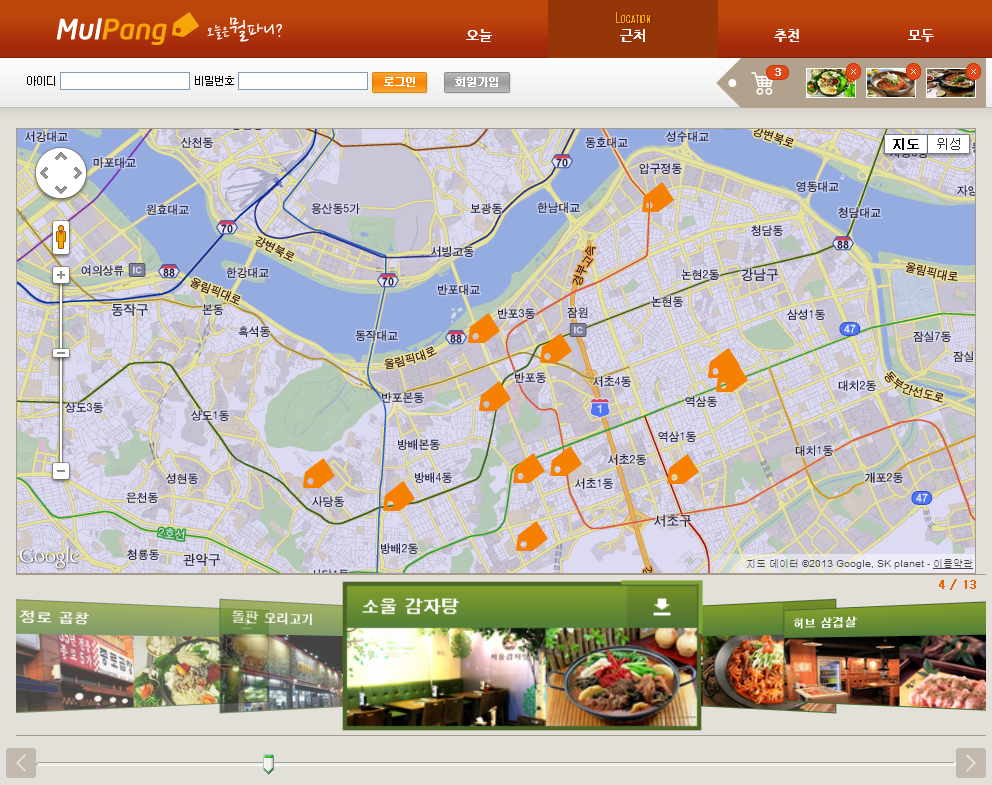 MulPang 오늘은 뭘파니?
오늘
LOCATION
근처
추천
모두
아이디
비밀번호
로그인
회원가입
3
서강대교
산천동
동호대교
성수대교
강변북로
지도
위성
마포대교
70
압구정동
영동대교
원효대교
용산동5가
보광동
한남대교
청담대교
70
강변북로
청담동
88
서빙고동
여의상류 IC
88
한강대교
70
경부고속
논현2동
강남구
올림픽대로
올림픽대로
반포대교
동작구
본동
논현동
반포3동
잠원
IC
삼성1동
47
흑석동
동작대교
88
잠실7동
올림픽대로
잠실
반포동
서초4동
대치2동
동부간선도로
반포본동
1
역삼동
상도3동
상도1동
방배본동
역삼1동
대치1동
서초2동
성현동
방배4동
서초1동
개포2동
은천동
사당동
47
서초구
2호선
Google
청룡동
관악구
방배2동
지도 데이터 ©2013 Google, SK planet - 이용약관
4 / 13
정로 곱창
돌판 오리고기
소울 감자탕
허브 삼겹살